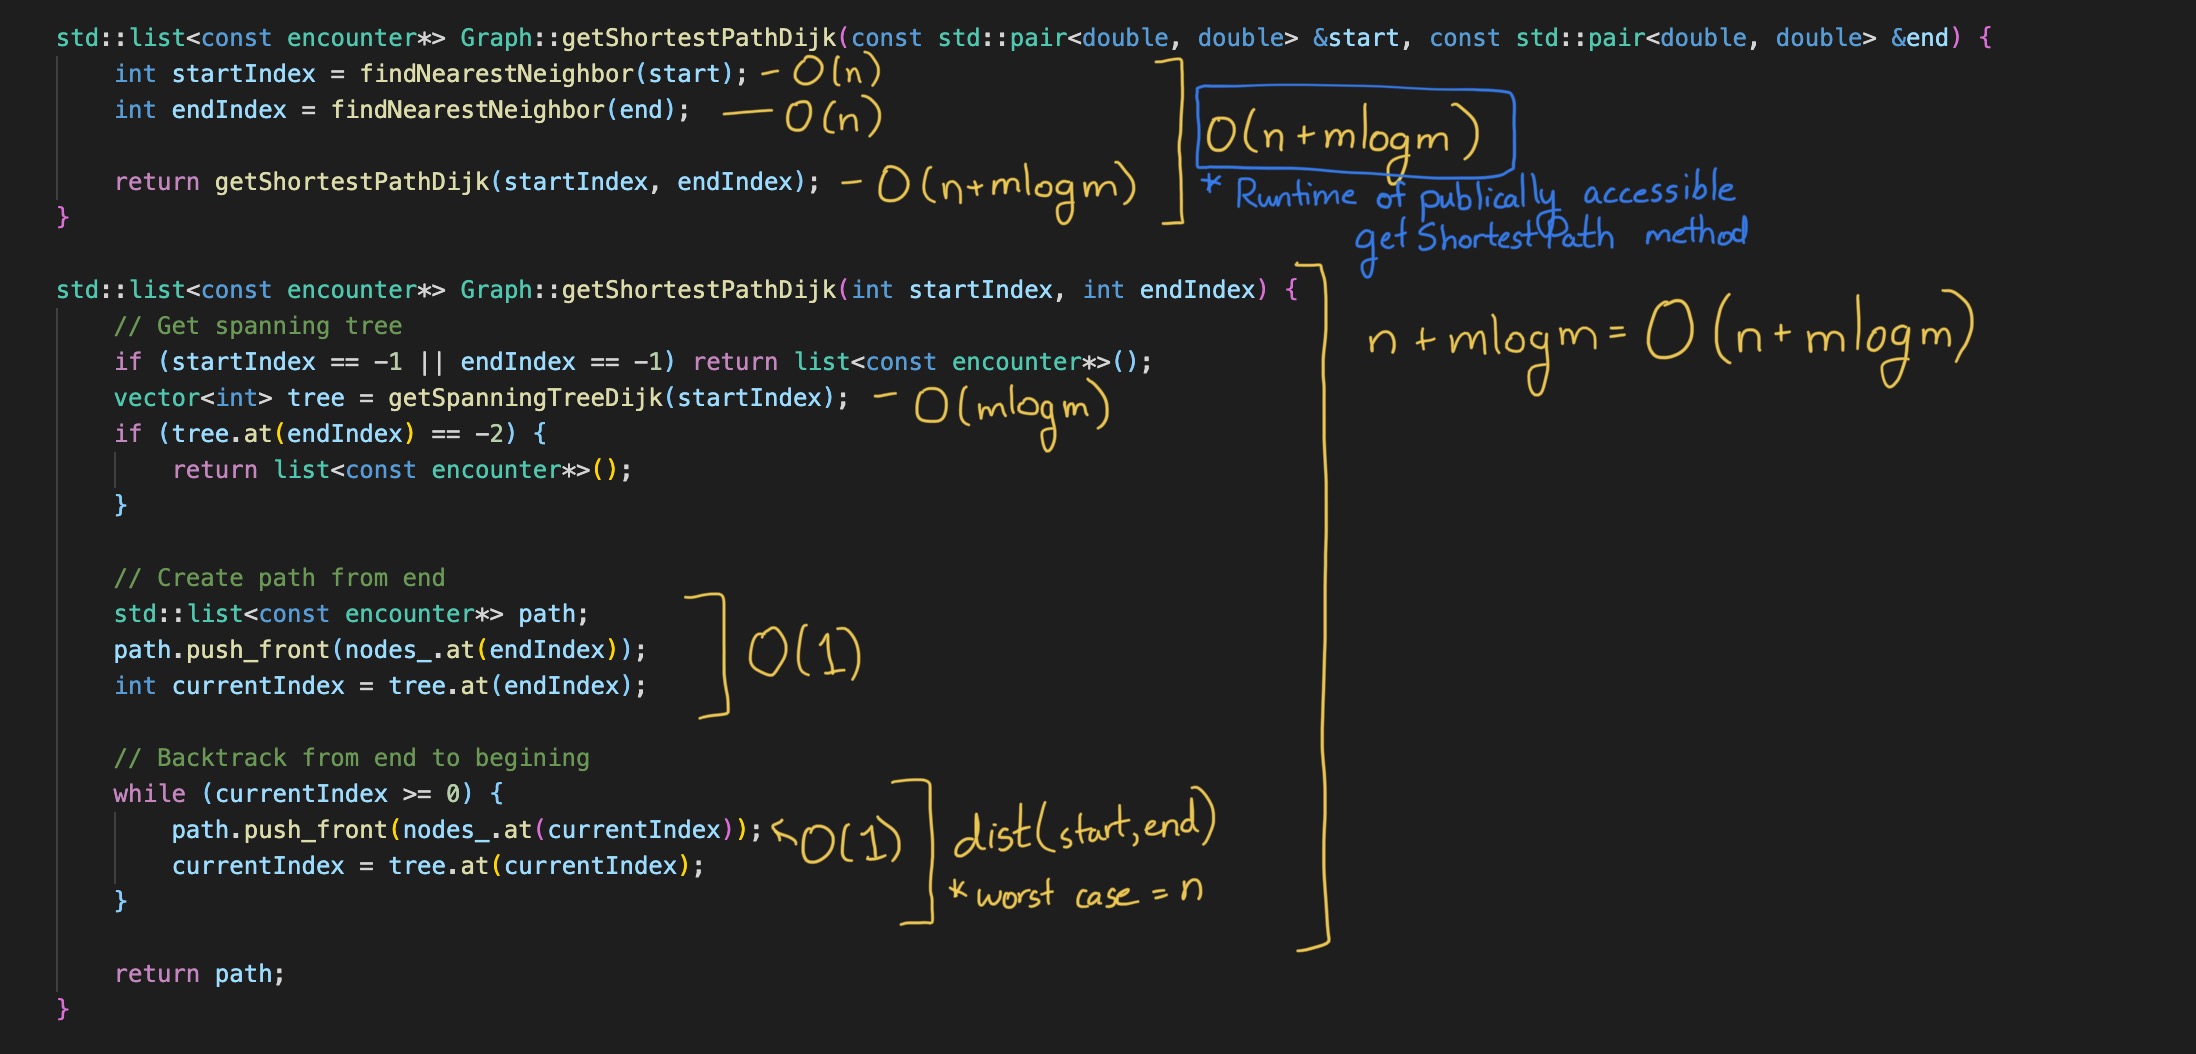 std::list<const encounter*> Graph::getShortestPathDijk(const std::pair<double, double> &start, const std::pair<double, double> &end) {
int startIndex = findNearestNeighbor(start); - O(n)
int endIndex = findNearestNeighbor(end); — O(n)
O(n+mlogm)
return getShortestPathDijk(startIndex, endIndex); - O(n+mlogm)
* Runtime of publically accessible
}
getShortestPath method
std::list<const encounter*> Graph::getShortestPathDijk(int startIndex, int endIndex) {
// Get spanning tree
n + mlogm = O(n+mlogm)
if (startIndex == -1 || endIndex == -1) return list<const encounter*>();
vector<int> tree = getSpanningTreeDijk(startIndex); - O(mlogm)
if (tree.at(endIndex) == -2) {
return list<const encounter*>();
}
// Create path from end
std::list<const encounter*> path;
path.push_front(nodes_.at(endIndex));
O(1)
int currentIndex = tree.at(endIndex);
// Backtrack from end to begining
while (currentIndex >= 0) {
path.push_front(nodes_.at(currentIndex)); ↖O(1) dist(start,end)
currentIndex = tree.at(currentIndex);
* worst case = n
}
return path;
}